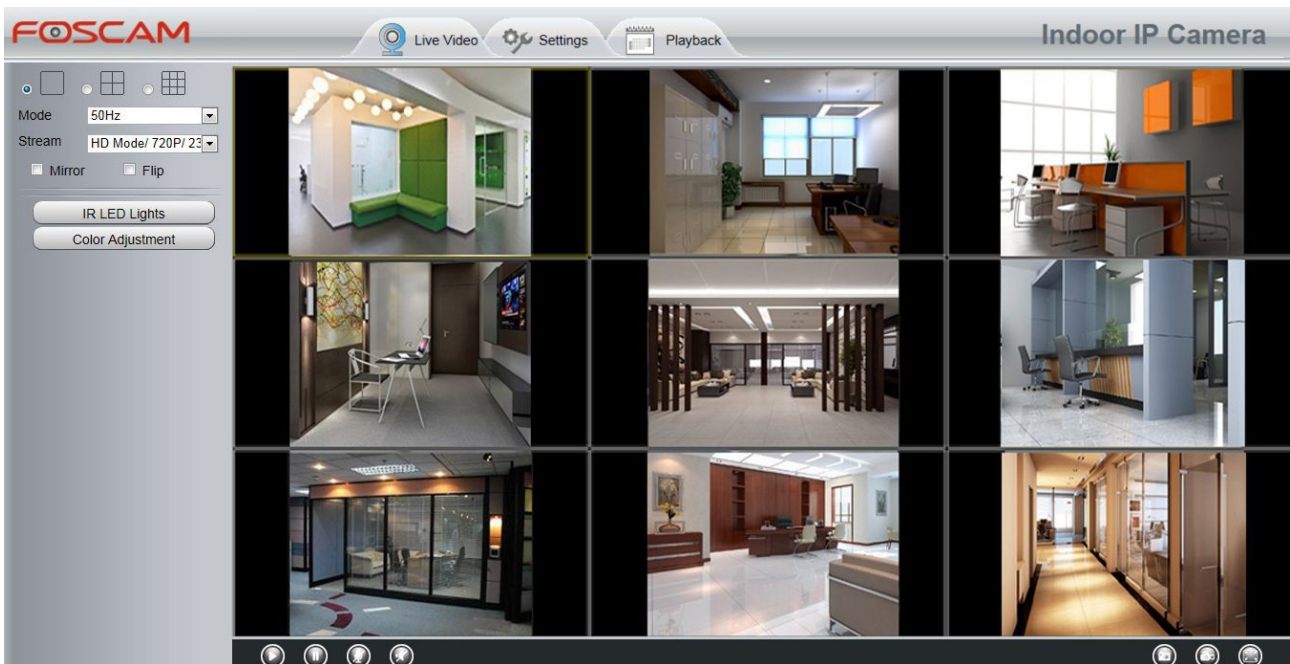 FOSCAM
Live Video
Settings
Playback
Indoor IP Camera
Mode
50Hz
Stream
HD Mode/ 720P/ 23
Mirror
Flip
IR LED Lights
Color Adjustment